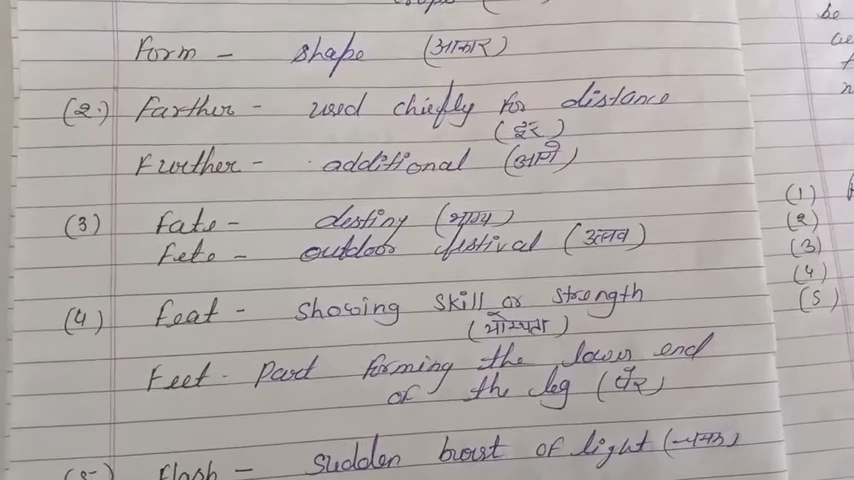 Form - shape (आकार)
(2.) Farther - used chiefly for distance
(दूर)
Further - additional (आगे)
(3) Fate - destiny (भाग्य)
Fete - outdoor festival (उत्सव)
(4) Feat - Showing skill or strength
(योग्यता)
Feet - Part forming the lower end
of the leg (पैर)
(5) flash - sudden burst of light (चमक)
be
(1)
(2)
(3)
(4)
(5)